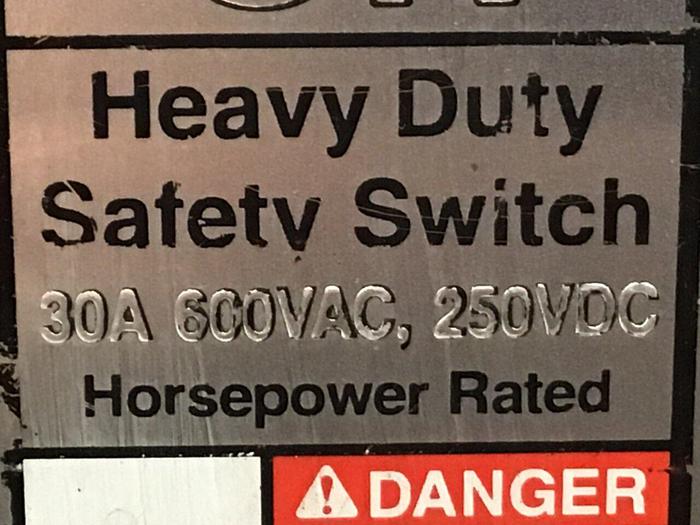 Heavy Duty
Safety Switch
30A 600VAC, 250VDC
Horsepower Rated
DANGER